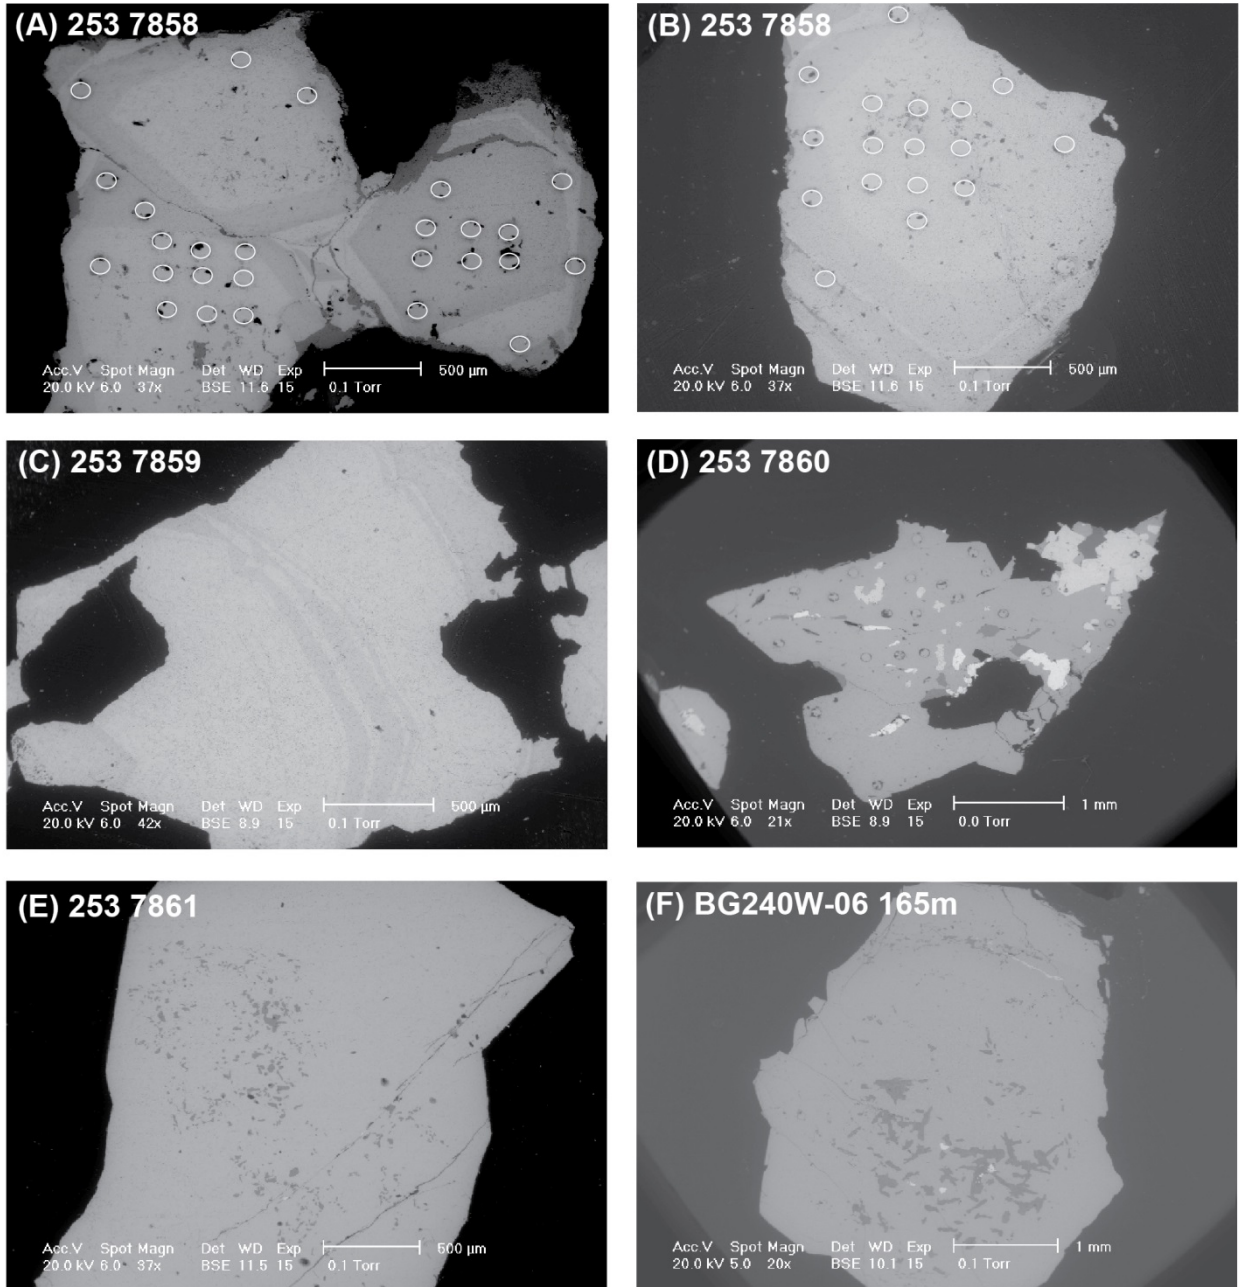 (A) 253 7858
Acc.V Spot Magn Det WD Exp 500 µm
20.0 kV 6.0 37x BSE 11.6 15 0.1 Torr
(B) 253 7858
Acc.V Spot Magn Det WD Exp 500 µm
20.0 kV 6.0 37x BSE 11.6 15 0.1 Torr
(C) 253 7859
Acc.V Spot Magn Det WD Exp 500 µm
20.0 kV 6.0 42x BSE 8.9 15 0.1 Torr
(D) 253 7860
Acc.V Spot Magn Det WD Exp 1 mm
20.0 kV 6.0 21x BSE 8.9 15 0.0 Torr
(E) 253 7861
Acc.V Spot Magn Det WD Exp 500 µm
20.0 kV 6.0 37x BSE 11.5 15 0.1 Torr
(F) BG240W-06 165m
Acc.V Spot Magn Det WD Exp 1 mm
20.0 kV 5.0 20x BSE 10.1 15 0.1 Torr